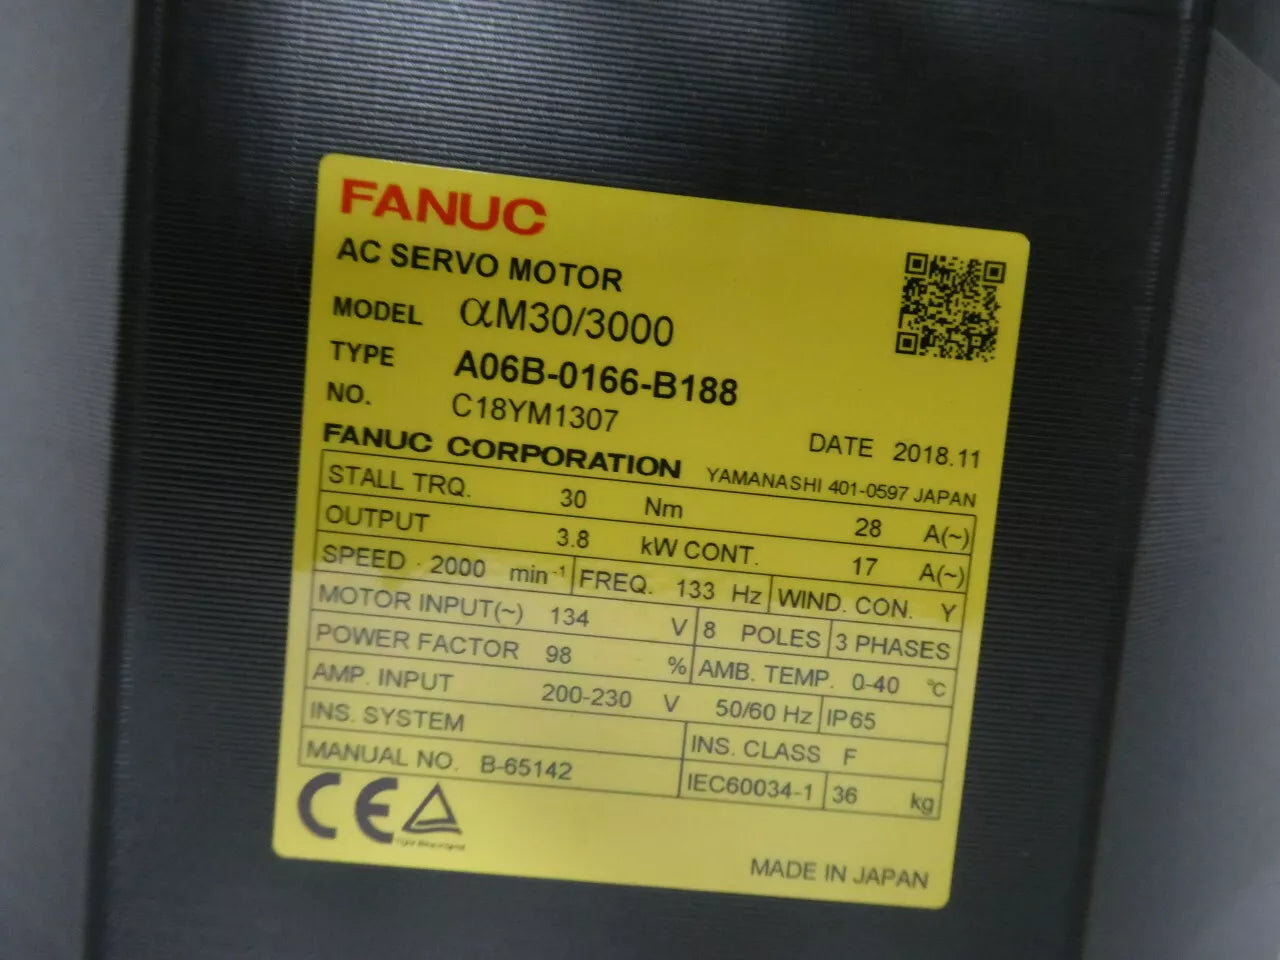 FANUC
AC SERVO MOTOR
MODEL αM30/3000
TYPE A06B-0166-B188
NO. C18YM1307
DATE 2018.11
FANUC CORPORATION YAMANASHI 401-0597 JAPAN
STALL TRQ. 30 Nm 28 A(~)
OUTPUT 3.8 kW CONT. 17 A(~)
SPEED 2000 min-1 FREQ. 133 Hz WIND. CON. Y
MOTOR INPUT(~) 134 V 8 POLES 3 PHASES
POWER FACTOR 98 % AMB. TEMP. 0-40 ℃
AMP. INPUT 200-230 V 50/60 Hz IP65
INS. SYSTEM INS. CLASS F
MANUAL NO. B-65142 IEC60034-1 36 kg
CE
MADE IN JAPAN